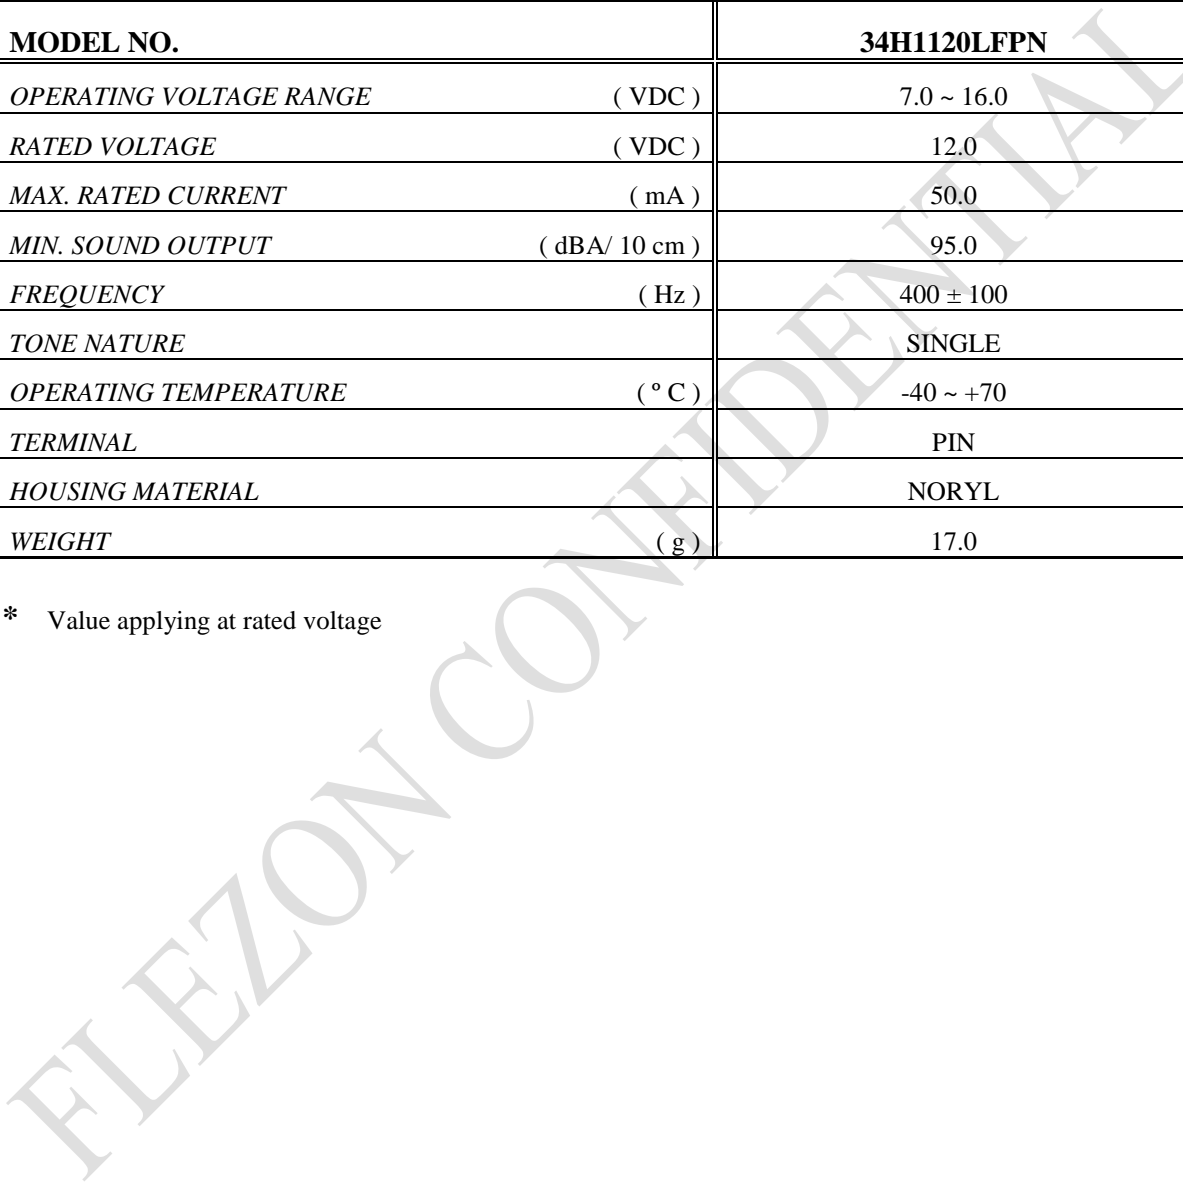 MODEL NO. 34H1120LFPN
OPERATING VOLTAGE RANGE ( VDC ) 7.0 ~ 16.0
RATED VOLTAGE ( VDC ) 12.0
MAX. RATED CURRENT ( mA ) 50.0
MIN. SOUND OUTPUT ( dBA/ 10 cm ) 95.0
FREQUENCY ( Hz ) 400 ± 100
TONE NATURE SINGLE
OPERATING TEMPERATURE ( º C ) -40 ~ +70
TERMINAL PIN
HOUSING MATERIAL NORYL
WEIGHT ( g ) 17.0
* Value applying at rated voltage
FLEZON CONFIDENTIAL